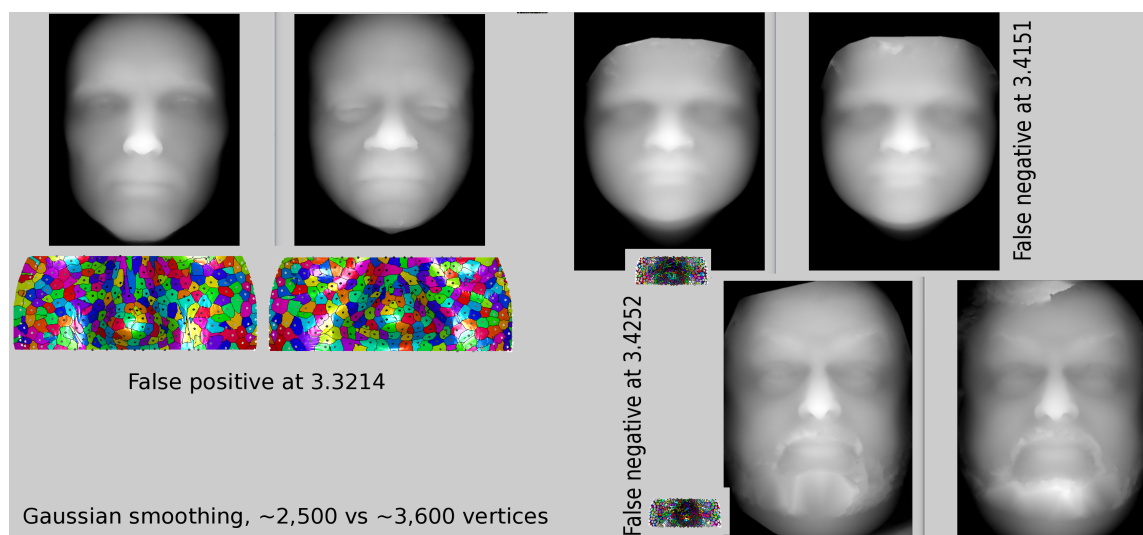 False positive at 3.3214
Gaussian smoothing, ~2,500 vs ~3,600 vertices
False negative at 3.4151
False negative at 3.4252